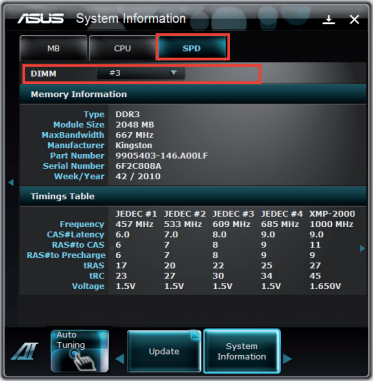 ASUS System Information
MB CPU SPD
DIMM #3
Memory Information
Type DDR3
Module Size 2048 MB
MaxBandwidth 667 MHz
Manufacturer Kingston
Part Number 9905403-146.A00LF
Serial Number 6F2C808A
Week/Year 42 / 2010
Timings Table
JEDEC #1 JEDEC #2 JEDEC #3 JEDEC #4 XMP-2000
Frequency 457 MHz 533 MHz 609 MHz 685 MHz 1000 MHz
CAS#Latency 6.0 7.0 8.0 9.0 9.0
RAS#to CAS 6 7 8 9 11
RAS#to Precharge 6 7 8 9 9
tRAS 17 20 22 25 27
tRC 23 27 30 34 45
Voltage 1.5V 1.5V 1.5V 1.5V 1.650V
Auto
Tuning
Update
System
Information